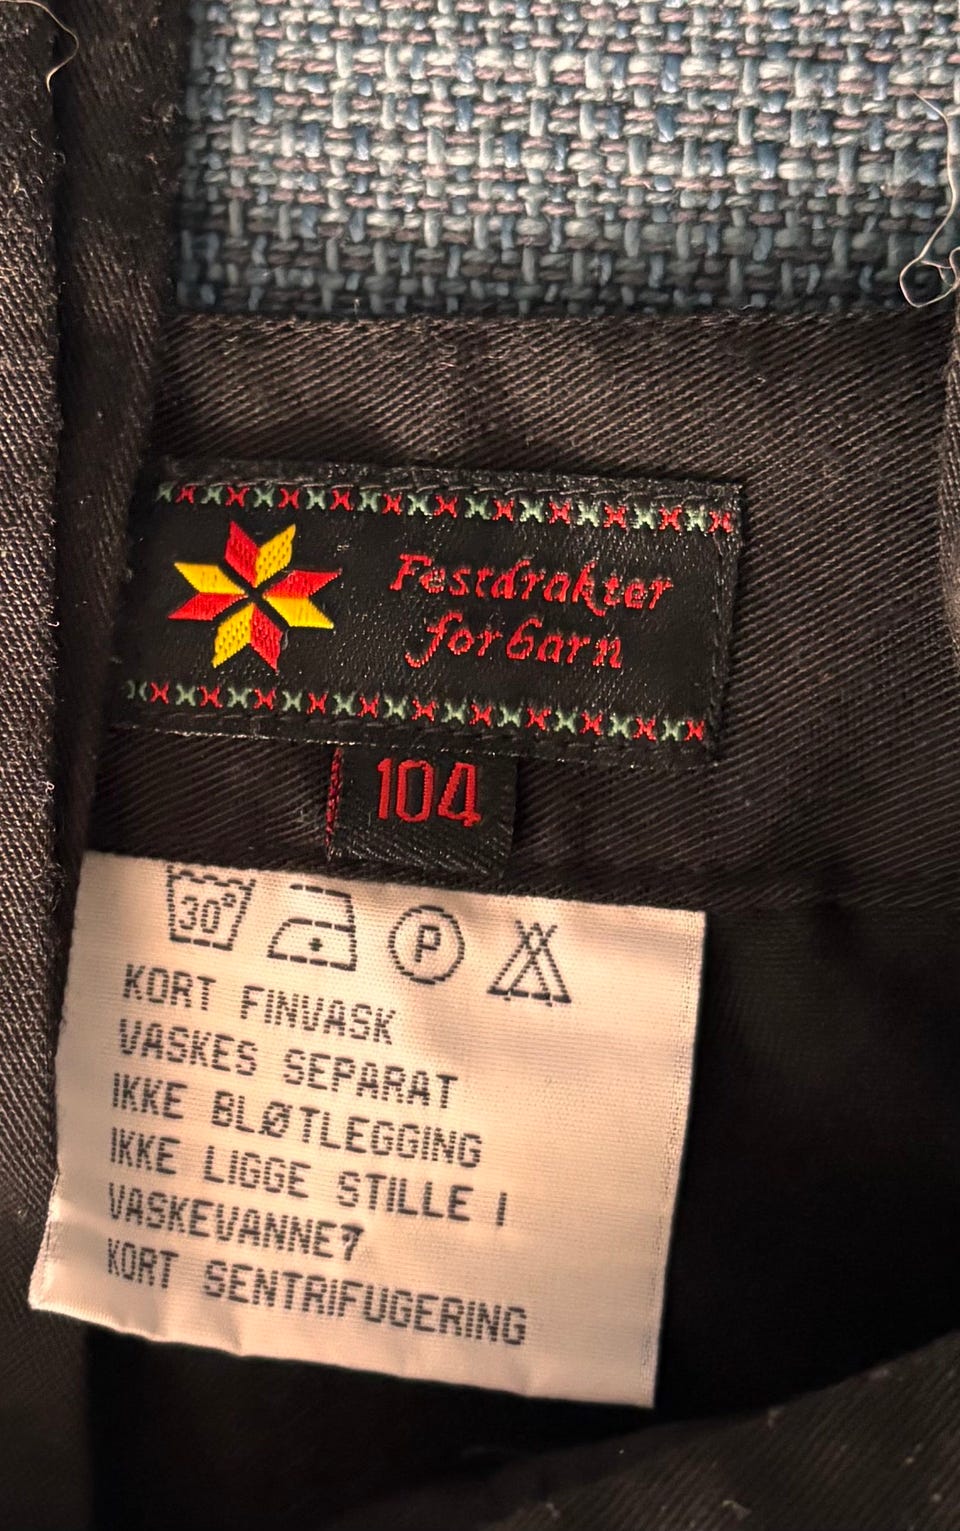 Festdrakter
for barn
104
30° P
KORT FINVASK
VASKES SEPARAT
IKKE BLØTLEGGING
IKKE LIGGE STILLE I
VASKEVANNET
KORT SENTRIFUGERING